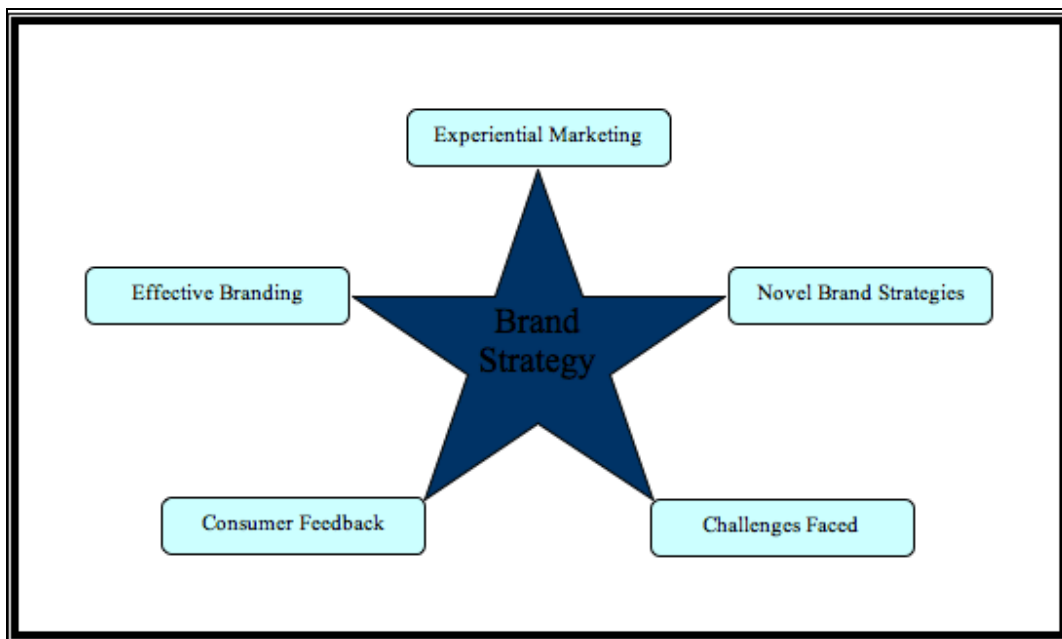 Experiential Marketing
Effective Branding
Novel Brand Strategies
Brand
Strategy
Consumer Feedback
Challenges Faced